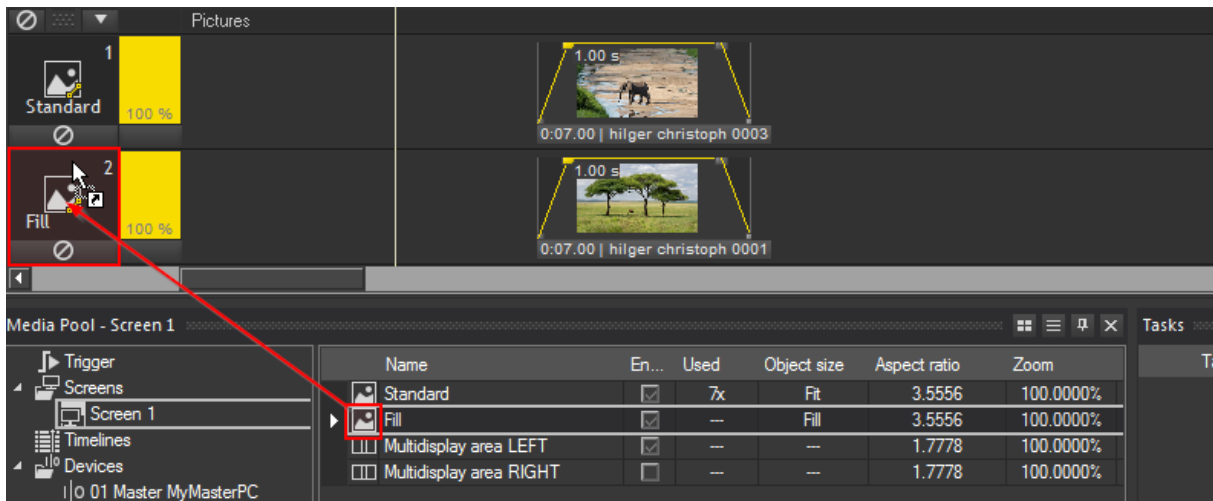 Pictures
1
Standard
100 %
1.00 s
0:07.00 | hilger christoph 0003
2
Fill
100 %
1.00 s
0:07.00 | hilger christoph 0001
Media Pool - Screen 1
Tasks
Trigger
Screens
Screen 1
Timelines
Devices
01 Master MyMasterPC
Name En... Used Object size Aspect ratio Zoom
Standard 7x Fit 3.5556 100.0000%
Fill --- Fill 3.5556 100.0000%
Multidisplay area LEFT --- --- 1.7778 100.0000%
Multidisplay area RIGHT --- --- 1.7778 100.0000%